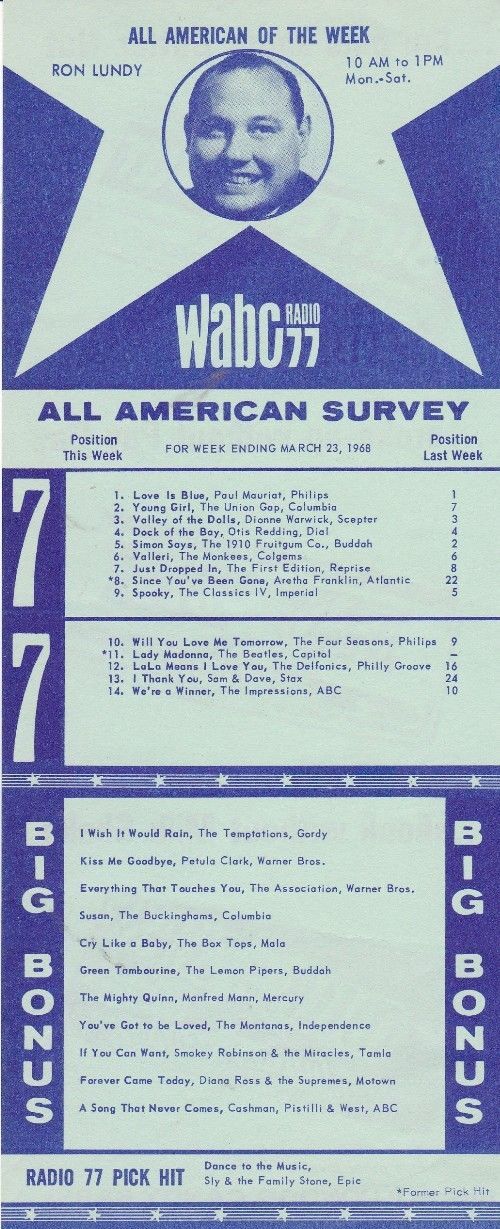 ALL AMERICAN OF THE WEEK
RON LUNDY
10 AM to 1PM
Mon.-Sat.
wabc RADIO 77
ALL AMERICAN SURVEY
Position This Week
FOR WEEK ENDING MARCH 23, 1968
Position Last Week
7
1. Love Is Blue, Paul Mauriat, Philips 1
2. Young Girl, The Union Gap, Columbia 7
3. Valley of the Dolls, Dionne Warwick, Scepter 3
4. Dock of the Bay, Otis Redding, Dial 4
5. Simon Says, The 1910 Fruitgum Co., Buddah 2
6. Valleri, The Monkees, Colgems 6
7. Just Dropped In, The First Edition, Reprise 8
*8. Since You've Been Gone, Aretha Franklin, Atlantic 22
9. Spooky, The Classics IV, Imperial 5
7
10. Will You Love Me Tomorrow, The Four Seasons, Philips 9
*11. Lady Madonna, The Beatles, Capitol –
12. LaLa Means I Love You, The Delfonics, Philly Groove 16
13. I Thank You, Sam & Dave, Stax 24
14. We're a Winner, The Impressions, ABC 10
BIG BONUS
I Wish It Would Rain, The Temptations, Gordy
Kiss Me Goodbye, Petula Clark, Warner Bros.
Everything That Touches You, The Association, Warner Bros.
Susan, The Buckinghams, Columbia
Cry Like a Baby, The Box Tops, Mala
Green Tambourine, The Lemon Pipers, Buddah
The Mighty Quinn, Manfred Mann, Mercury
You've Got to be Loved, The Montanas, Independence
If You Can Want, Smokey Robinson & the Miracles, Tamla
Forever Came Today, Diana Ross & the Supremes, Motown
A Song That Never Comes, Cashman, Pistilli & West, ABC
BIG BONUS
RADIO 77 PICK HIT
Dance to the Music,
Sly & the Family Stone, Epic
*Former Pick Hit